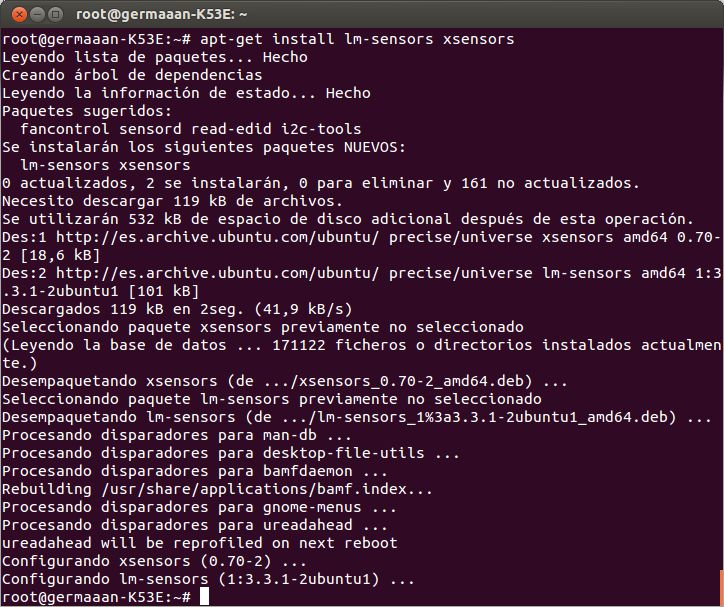 root@germaaan-K53E: ~
root@germaaan-K53E:~# apt-get install lm-sensors xsensors
Leyendo lista de paquetes... Hecho
Creando árbol de dependencias
Leyendo la información de estado... Hecho
Paquetes sugeridos:
  fancontrol sensord read-edid i2c-tools
Se instalarán los siguientes paquetes NUEVOS:
  lm-sensors xsensors
0 actualizados, 2 se instalarán, 0 para eliminar y 161 no actualizados.
Necesito descargar 119 kB de archivos.
Se utilizarán 532 kB de espacio de disco adicional después de esta operación.
Des:1 http://es.archive.ubuntu.com/ubuntu/ precise/universe xsensors amd64 0.70-
2 [18,6 kB]
Des:2 http://es.archive.ubuntu.com/ubuntu/ precise/universe lm-sensors amd64 1:3
.3.1-2ubuntu1 [101 kB]
Descargados 119 kB en 2seg. (41,9 kB/s)
Seleccionando paquete xsensors previamente no seleccionado
(Leyendo la base de datos ... 171122 ficheros o directorios instalados actualmen
te.)
Desempaquetando xsensors (de .../xsensors_0.70-2_amd64.deb) ...
Seleccionando paquete lm-sensors previamente no seleccionado
Desempaquetando lm-sensors (de .../lm-sensors_1%3a3.3.1-2ubuntu1_amd64.deb) ...
Procesando disparadores para man-db ...
Procesando disparadores para desktop-file-utils ...
Procesando disparadores para bamfdaemon ...
Rebuilding /usr/share/applications/bamf.index...
Procesando disparadores para gnome-menus ...
Procesando disparadores para ureadahead ...
ureadahead will be reprofiled on next reboot
Configurando xsensors (0.70-2) ...
Configurando lm-sensors (1:3.3.1-2ubuntu1) ...
root@germaaan-K53E:~#